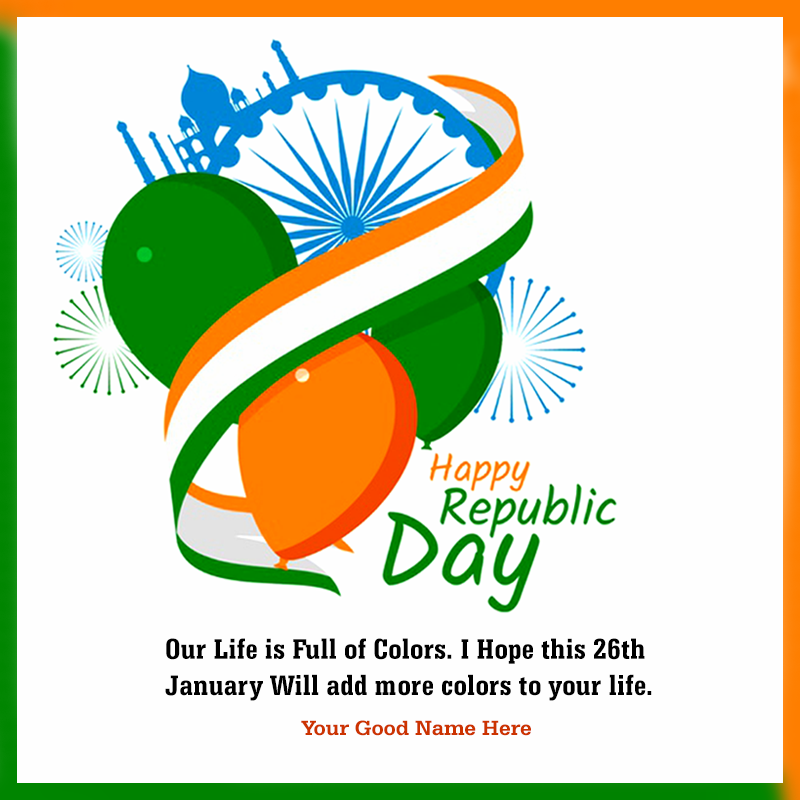 Happy
Republic
Day
Our Life is Full of Colors. I Hope this 26th
January Will add more colors to your life.
Your Good Name Here